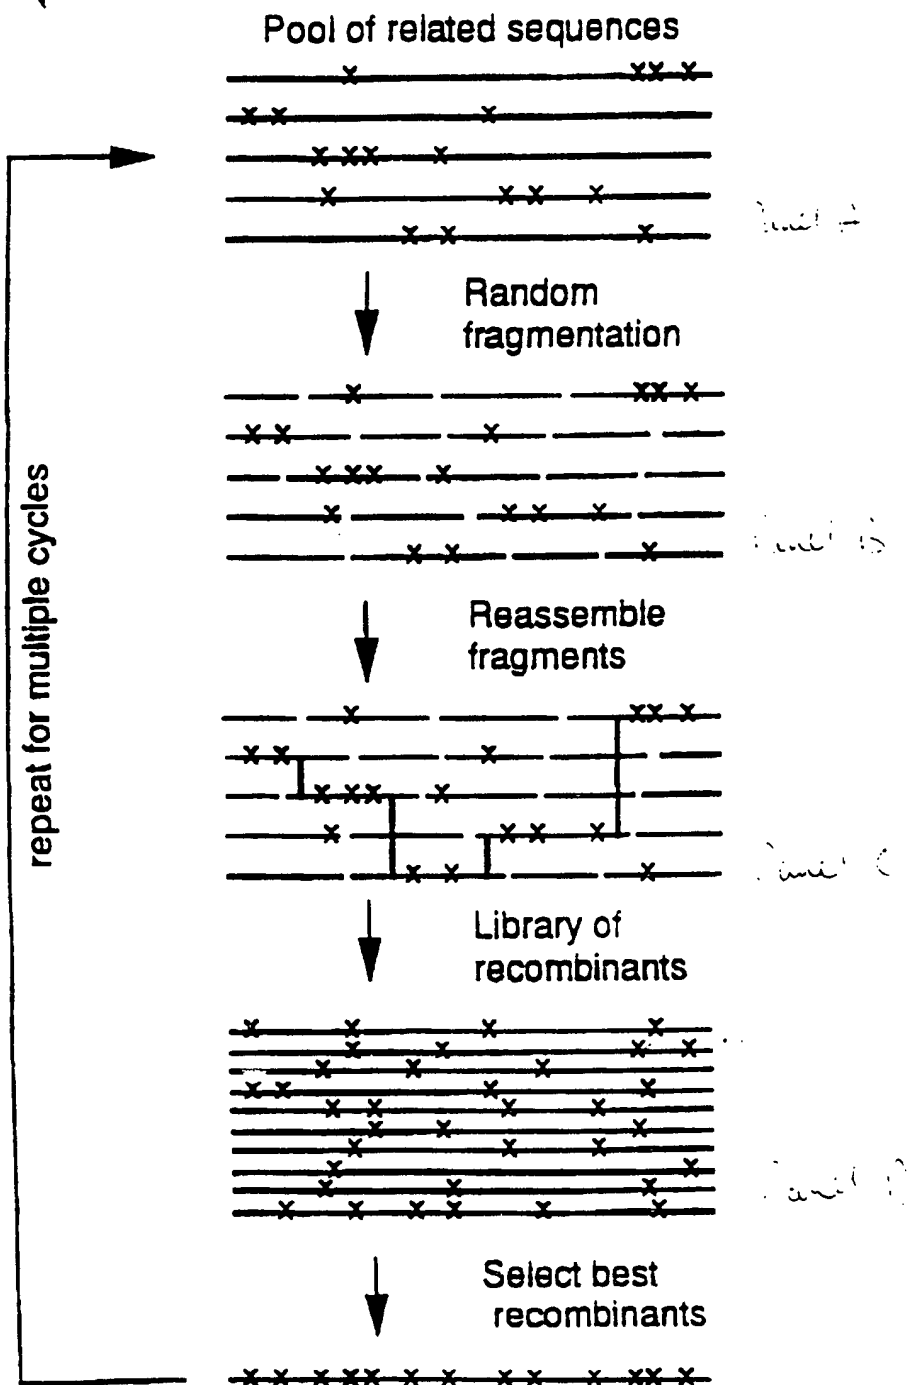 Pool of related sequences
Random
fragmentation
Reassemble
fragments
repeat for multiple cycles
Library of
recombinants
Select best
recombinants